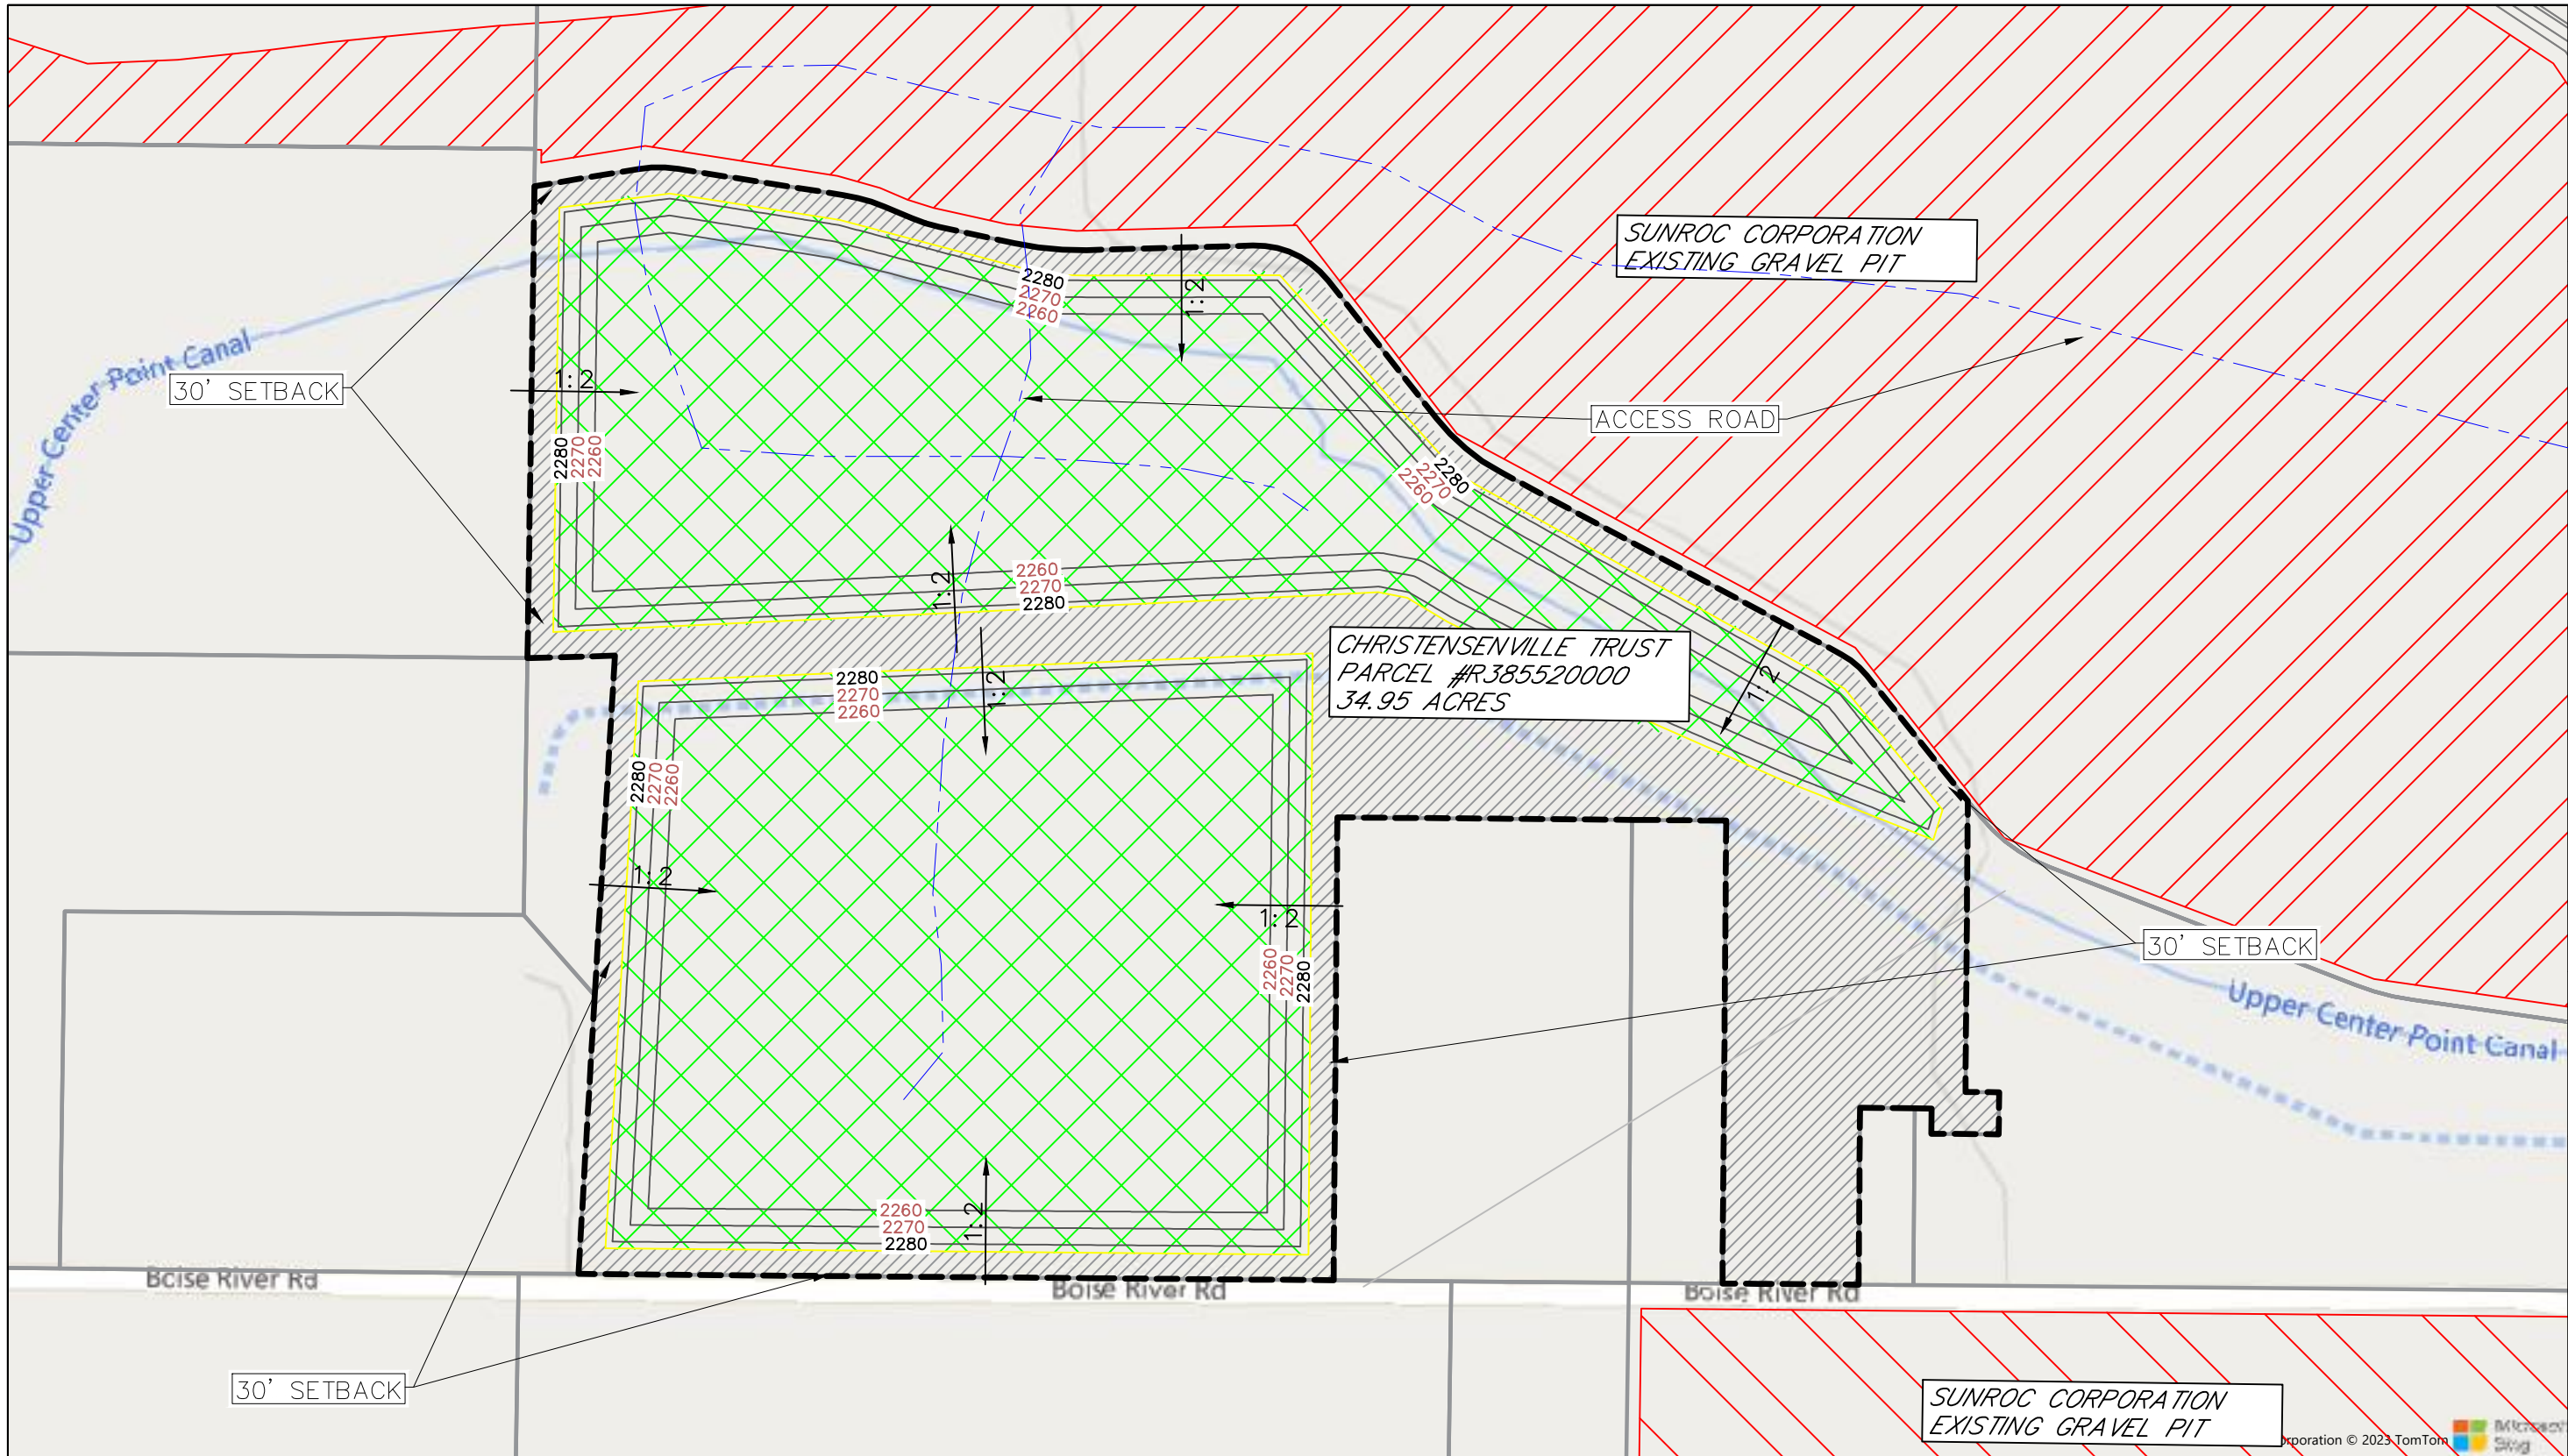 SUNROC CORPORATION
EXISTING GRAVEL PIT
2280
2270
2260
1:2
Upper Center Point Canal
30' SETBACK
1:2
ACCESS ROAD
2280
2270
2260
2280
2270
2260
1:2
2260
2270
2280
CHRISTENSENVILLE TRUST
PARCEL #R385520000
34.95 ACRES
1:2
1:2
2280
2270
2260
2280
2270
2260
1:2
1:2
2260
2270
2280
30' SETBACK
Upper Center Point Canal
1:2
2260
2270
2280
Boise River Rd
Boise River Rd
Boise River Rd
30' SETBACK
SUNROC CORPORATION
EXISTING GRAVEL PIT
© 2023 TomTom
Microsoft
Bing